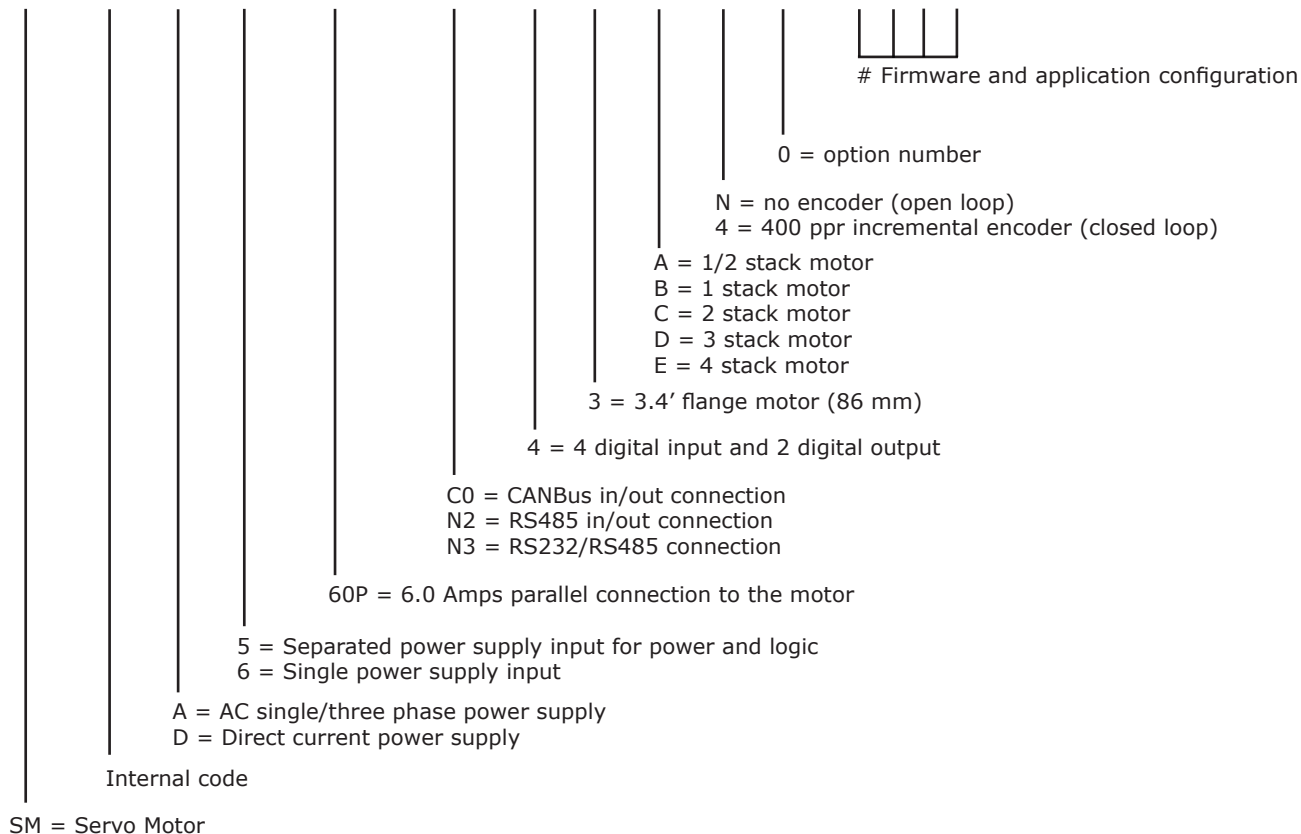 # Firmware and application configuration
0 = option number
N = no encoder (open loop)
4 = 400 ppr incremental encoder (closed loop)
A = 1/2 stack motor
B = 1 stack motor
C = 2 stack motor
D = 3 stack motor
E = 4 stack motor
3 = 3.4’ flange motor (86 mm)
4 = 4 digital input and 2 digital output
C0 = CANBus in/out connection
N2 = RS485 in/out connection
N3 = RS232/RS485 connection
60P = 6.0 Amps parallel connection to the motor
5 = Separated power supply input for power and logic
6 = Single power supply input
A = AC single/three phase power supply
D = Direct current power supply
Internal code
SM = Servo Motor